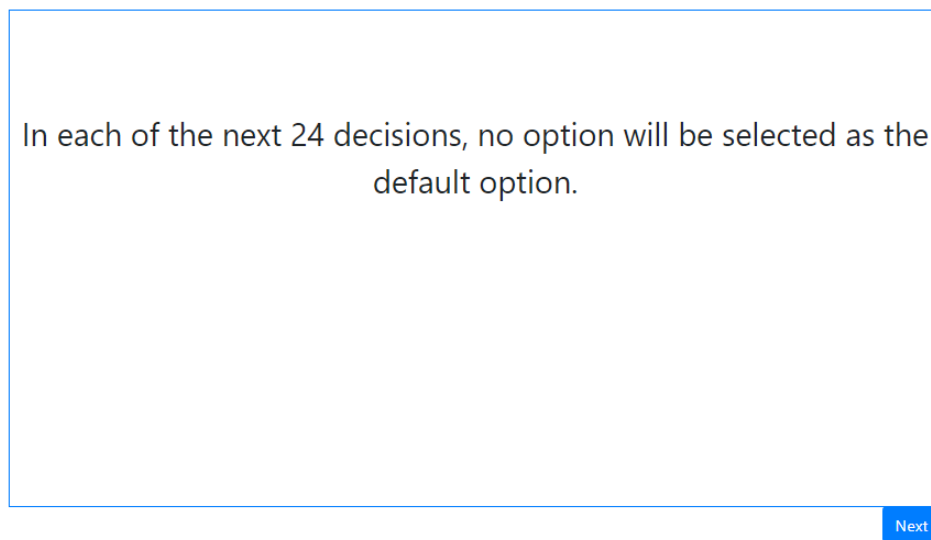 In each of the next 24 decisions, no option will be selected as the
default option.
Next